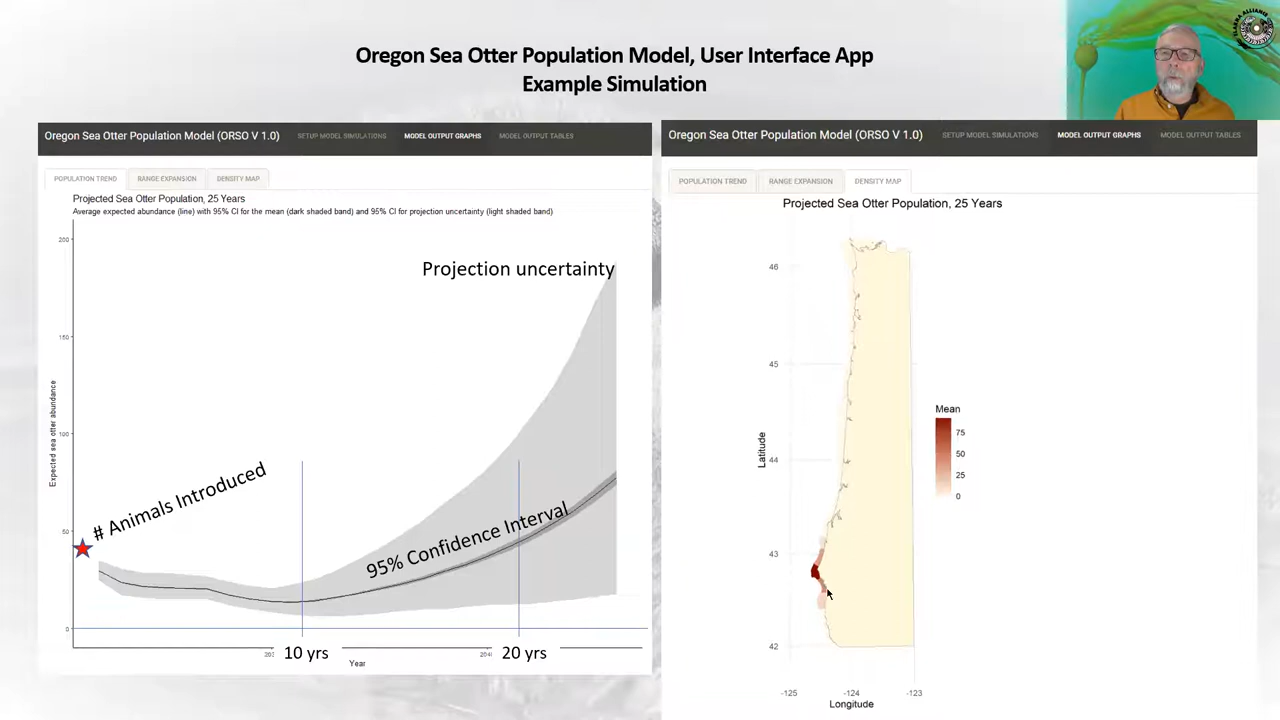 Oregon Sea Otter Population Model, User Interface App
Example Simulation
Oregon Sea Otter Population Model (ORSO V 1.0)
SETUP MODEL SIMULATIONS
MODEL OUTPUT GRAPHS
MODEL OUTPUT TABLES
POPULATION TREND
RANGE EXPANSION
DENSITY MAP
Projected Sea Otter Population, 25 Years
Average expected abundance (line) with 95% CI for the mean (dark shaded band) and 95% CI for projection uncertainty (light shaded band)
200
150
100
50
0
Expected sea otter abundance
Projection uncertainty
# Animals Introduced
95% Confidence Interval
10 yrs
20 yrs
Year
Oregon Sea Otter Population Model (ORSO V 1.0)
SETUP MODEL SIMULATIONS
MODEL OUTPUT GRAPHS
MODEL OUTPUT TABLES
POPULATION TREND
RANGE EXPANSION
DENSITY MAP
Projected Sea Otter Population, 25 Years
46
45
44
43
42
Latitude
-125
-124
-123
Longitude
Mean
75
50
25
0